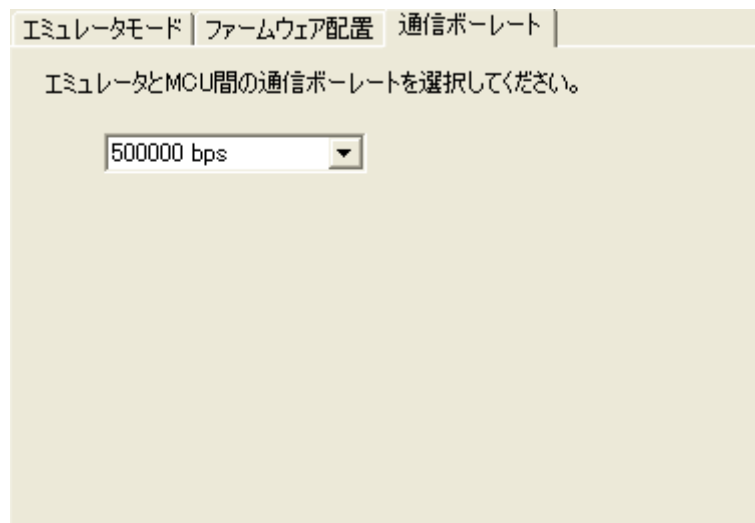 エミュレータモード ファームウェア配置 通信ボーレート
エミュレータとMCU間の通信ボーレートを選択してください。
500000 bps